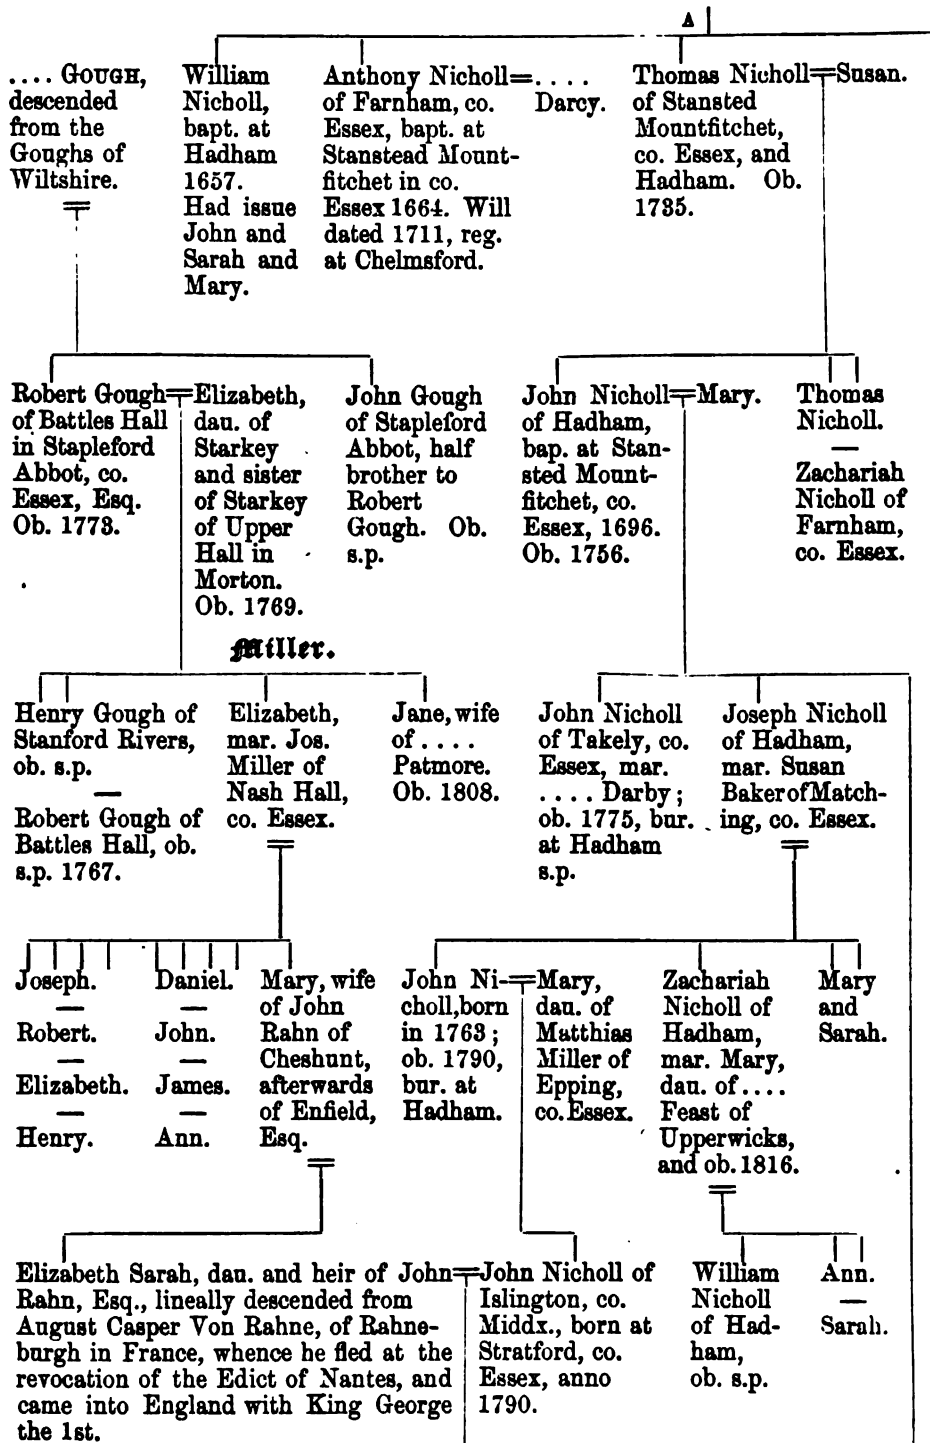 A
.... GOUGH,
descended
from the
Goughs of
Wiltshire.
William
Nicholl,
bapt. at
Hadham
1657.
Had issue
John and
Sarah and
Mary.
Anthony Nicholl=....
Darcy.
of Farnham, co.
Essex, bapt. at
Stanstead Mount-
fitchet in co.
Essex 1664. Will
dated 1711, reg.
at Chelmsford.
Thomas Nicholl=Susan.
of Stansted
Mountfitchet,
co. Essex, and
Hadham. Ob.
1735.
Robert Gough=
of Battles Hall
in Stapleford
Abbot, co.
Essex, Esq.
Ob. 1773.
Elizabeth,
dau. of
Starkey
and sister
of Starkey
of Upper
Hall in
Morton.
Ob. 1769.
John Gough
of Stapleford
Abbot, half
brother to
Robert
Gough. Ob.
s.p.
John Nicholl=Mary.
of Hadham,
bap. at Stan-
sted Mount-
fitchet, co.
Essex, 1696.
Ob. 1756.
Thomas
Nicholl.
—
Zachariah
Nicholl of
Farnham,
co. Essex.
Miller.
Henry Gough of
Stanford Rivers,
ob. s.p.
—
Robert Gough of
Battles Hall, ob.
s.p. 1767.
Elizabeth,
mar. Jos.
Miller of
Nash Hall,
co. Essex.
Jane, wife
of ....
Patmore.
Ob. 1808.
John Nicholl
of Takely, co.
Essex, mar.
.... Darby;
ob. 1775, bur.
at Hadham
s.p.
Joseph Nicholl
of Hadham,
mar. Susan
Baker of Match-
ing, co. Essex.
Joseph.
—
Robert.
—
Elizabeth.
—
Henry.
Daniel.
—
John.
—
James.
—
Ann.
Mary, wife
of John
Rahn of
Cheshunt,
afterwards
of Enfield,
Esq.
John Ni-=
choll, born
in 1763;
ob. 1790,
bur. at
Hadham.
Mary,
dau. of
Matthias
Miller of
Epping,
co. Essex.
Zachariah
Nicholl of
Hadham,
mar. Mary,
dau. of....
Feast of
Upperwicks,
and ob. 1816.
Mary
and
Sarah.
Elizabeth Sarah, dau. and heir of John=
Rahn, Esq., lineally descended from
August Casper Von Rahne, of Rahne-
burgh in France, whence he fled at the
revocation of the Edict of Nantes, and
came into England with King George
the 1st.
John Nicholl of
Islington, co.
Middx., born at
Stratford, co.
Essex, anno
1790.
William
Nicholl
of Had-
ham,
ob. s.p.
Ann.
—
Sarah.